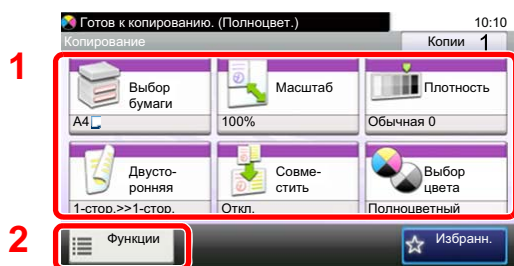 Готов к копированию. (Полноцвет.)
10:10
Копирование
Копии 1
1
Выбор
бумаги
A4
Масштаб
100%
Плотность
Обычная 0
Двусто-
ронняя
1-стор.>>1-стор.
Совме-
стить
Откл.
Выбор
цвета
Полноцветный
2
Функции
Избранн.